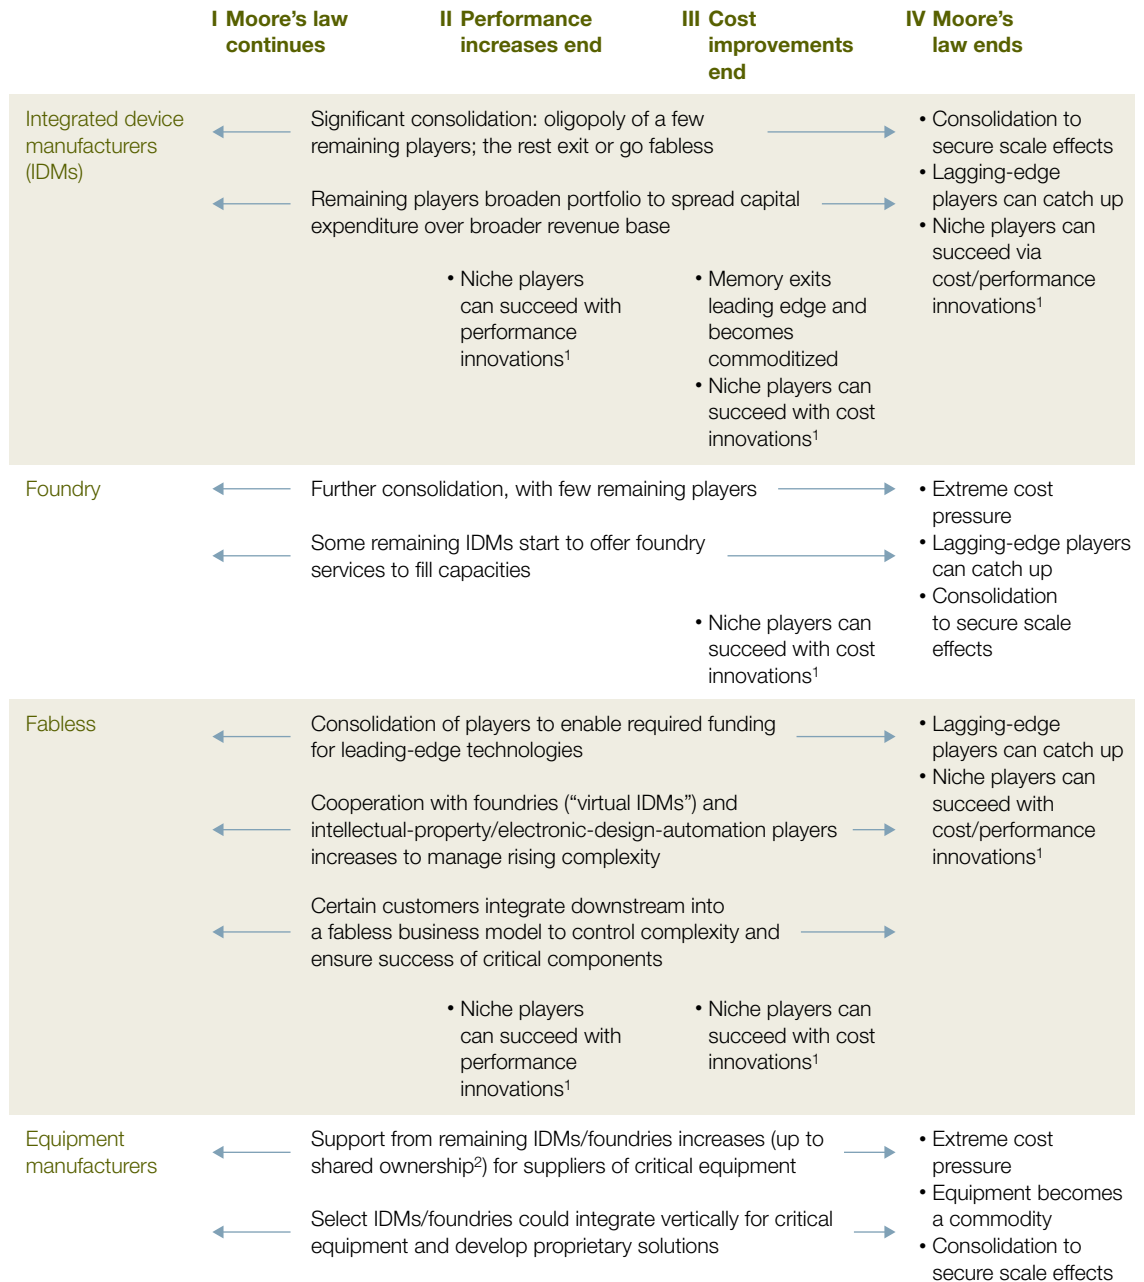 I Moore’s law
continues
II Performance
increases end
III Cost
improvements
end
IV Moore’s
law ends
Integrated device
manufacturers
(IDMs)
Significant consolidation: oligopoly of a few
remaining players; the rest exit or go fabless
Remaining players broaden portfolio to spread capital
expenditure over broader revenue base
• Niche players
can succeed with
performance
innovations¹
• Memory exits
leading edge and
becomes
commoditized
• Niche players can
succeed with cost
innovations¹
• Consolidation to
secure scale effects
• Lagging-edge
players can catch up
• Niche players can
succeed via
cost/performance
innovations¹
Foundry
Further consolidation, with few remaining players
Some remaining IDMs start to offer foundry
services to fill capacities
• Niche players can
succeed with cost
innovations¹
• Extreme cost
pressure
• Lagging-edge players
can catch up
• Consolidation
to secure scale
effects
Fabless
Consolidation of players to enable required funding
for leading-edge technologies
Cooperation with foundries (“virtual IDMs”) and
intellectual-property/electronic-design-automation players
increases to manage rising complexity
Certain customers integrate downstream into
a fabless business model to control complexity and
ensure success of critical components
• Niche players
can succeed with
performance
innovations¹
• Niche players can
succeed with cost
innovations¹
• Lagging-edge
players can catch up
• Niche players can
succeed with
cost/performance
innovations¹
Equipment
manufacturers
Support from remaining IDMs/foundries increases (up to
shared ownership²) for suppliers of critical equipment
Select IDMs/foundries could integrate vertically for critical
equipment and develop proprietary solutions
• Extreme cost
pressure
• Equipment becomes
a commodity
• Consolidation to
secure scale effects